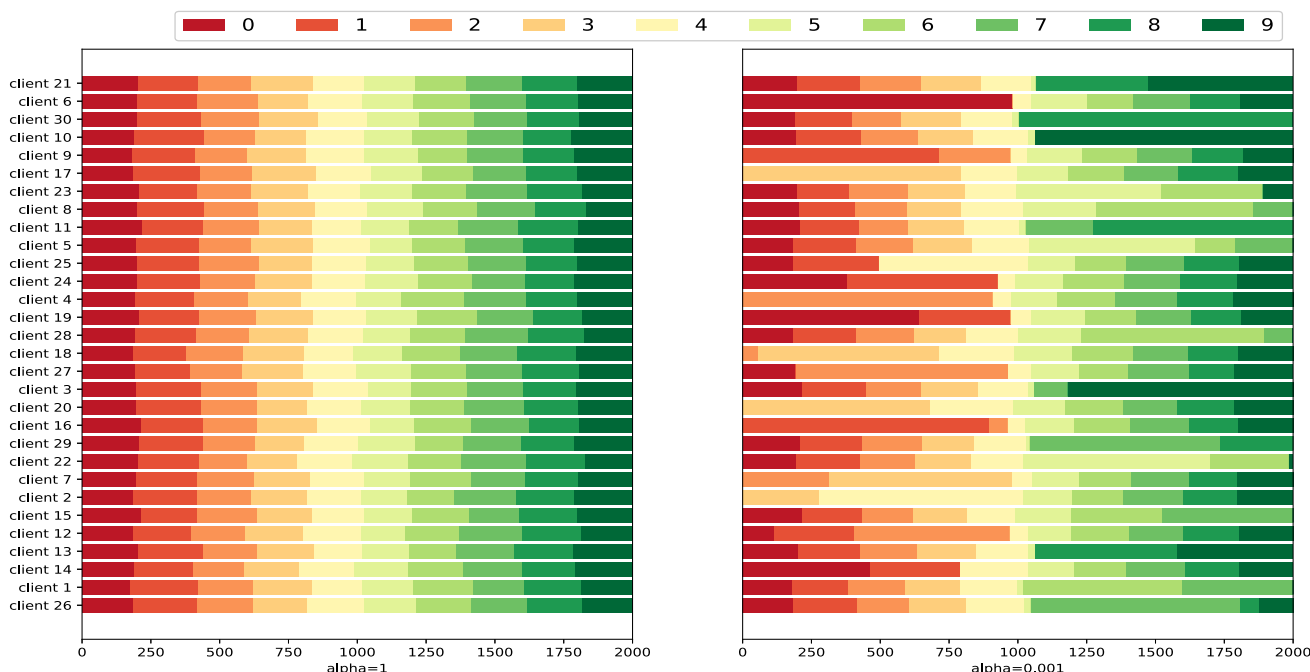 0 1 2 3 4 5 6 7 8 9
client 21
client 6
client 30
client 10
client 9
client 17
client 23
client 8
client 11
client 5
client 25
client 24
client 4
client 19
client 28
client 18
client 27
client 3
client 20
client 16
client 29
client 22
client 7
client 2
client 15
client 12
client 13
client 14
client 1
client 26
0 250 500 750 1000 1250 1500 1750 2000
alpha=1
0 250 500 750 1000 1250 1500 1750 2000
alpha=0.001